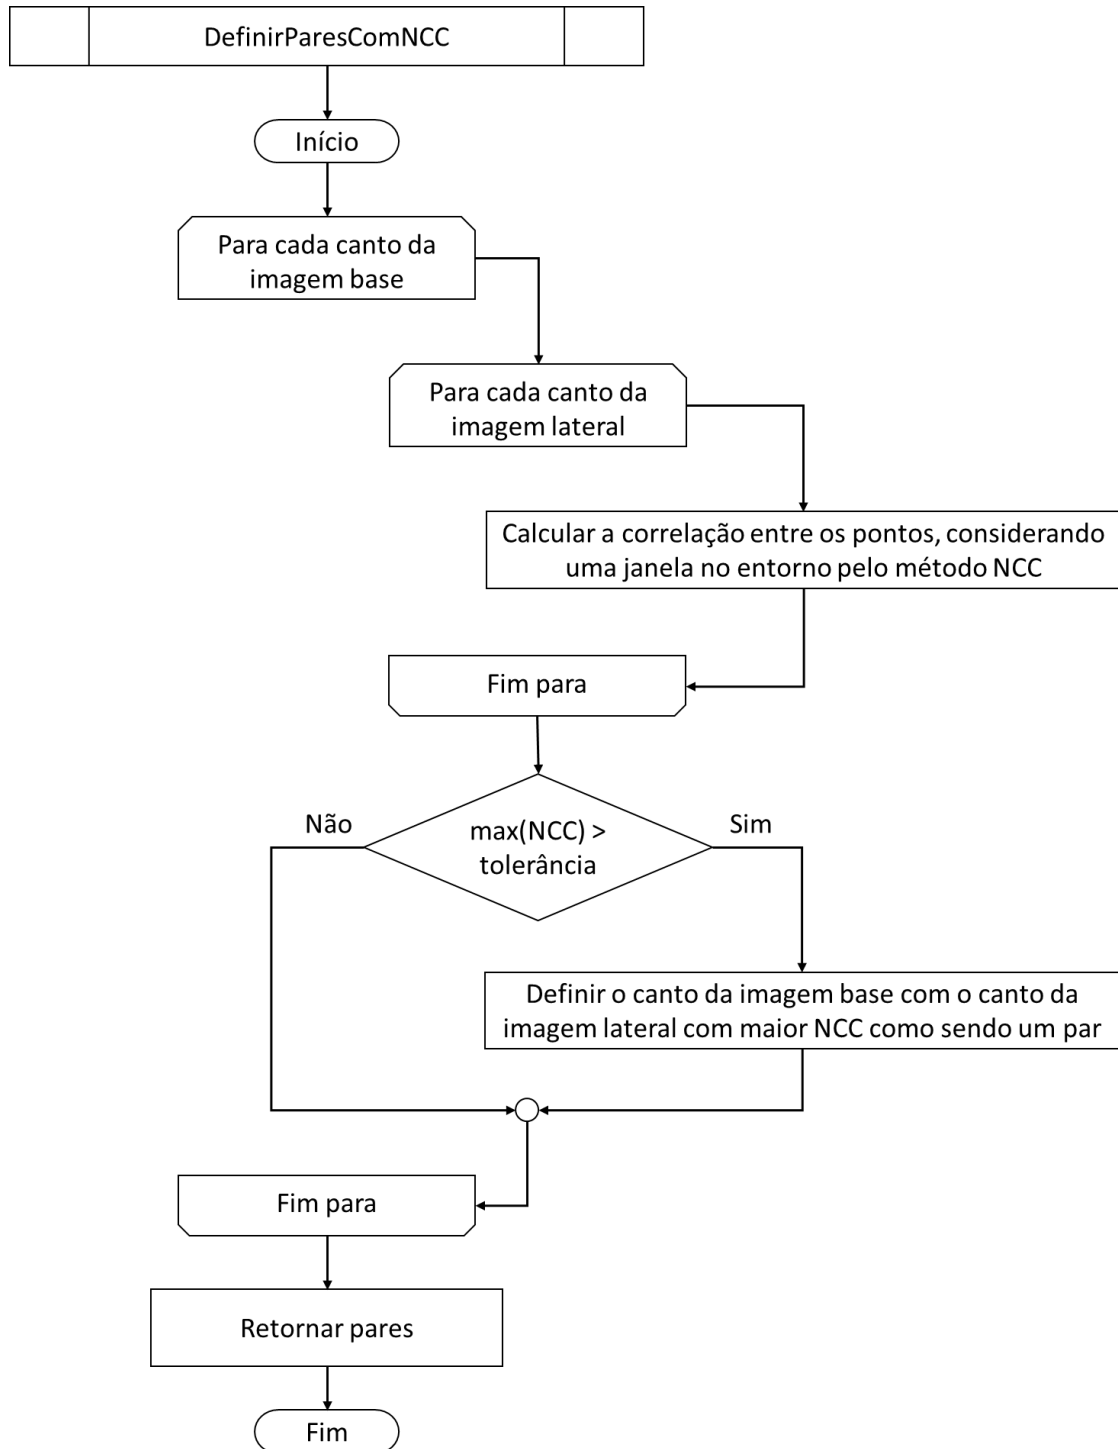 DefinirParesComNCC
Início
Para cada canto da
imagem base
Para cada canto da
imagem lateral
Calcular a correlação entre os pontos, considerando
uma janela no entorno pelo método NCC
Fim para
Não
max(NCC) >
tolerância
Sim
Definir o canto da imagem base com o canto da
imagem lateral com maior NCC como sendo um par
Fim para
Retornar pares
Fim